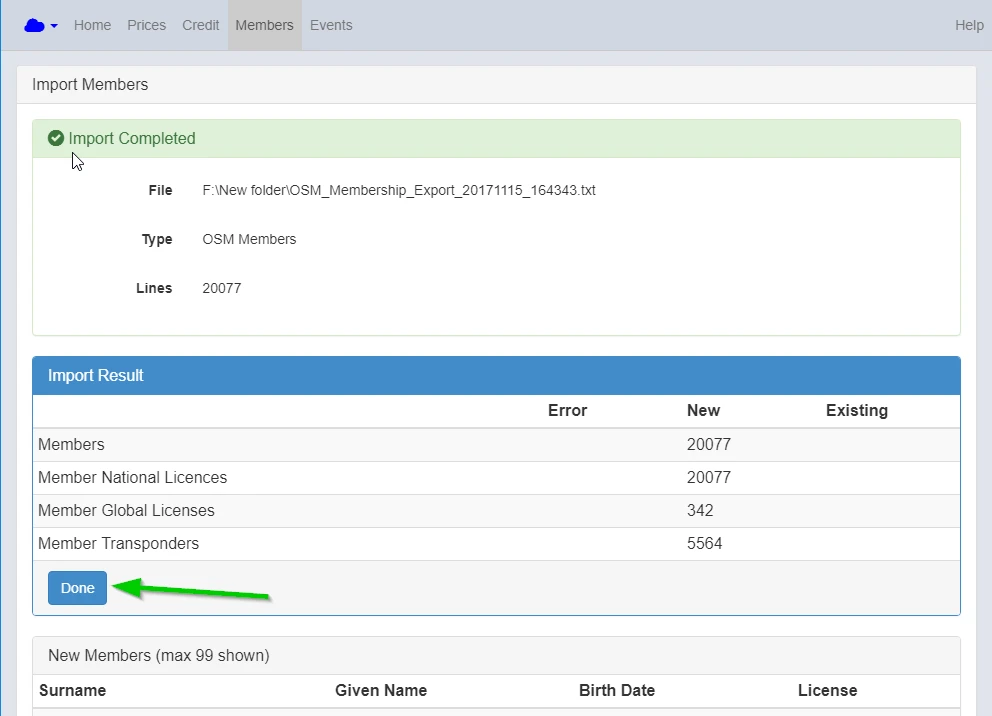 Home Prices Credit Members Events Help
Import Members
Import Completed
File F:\New folder\OSM_Membership_Export_20171115_164343.txt
Type OSM Members
Lines 20077
Import Result
Error New Existing
Members 20077
Member National Licences 20077
Member Global Licenses 342
Member Transponders 5564
Done
New Members (max 99 shown)
Surname Given Name Birth Date License